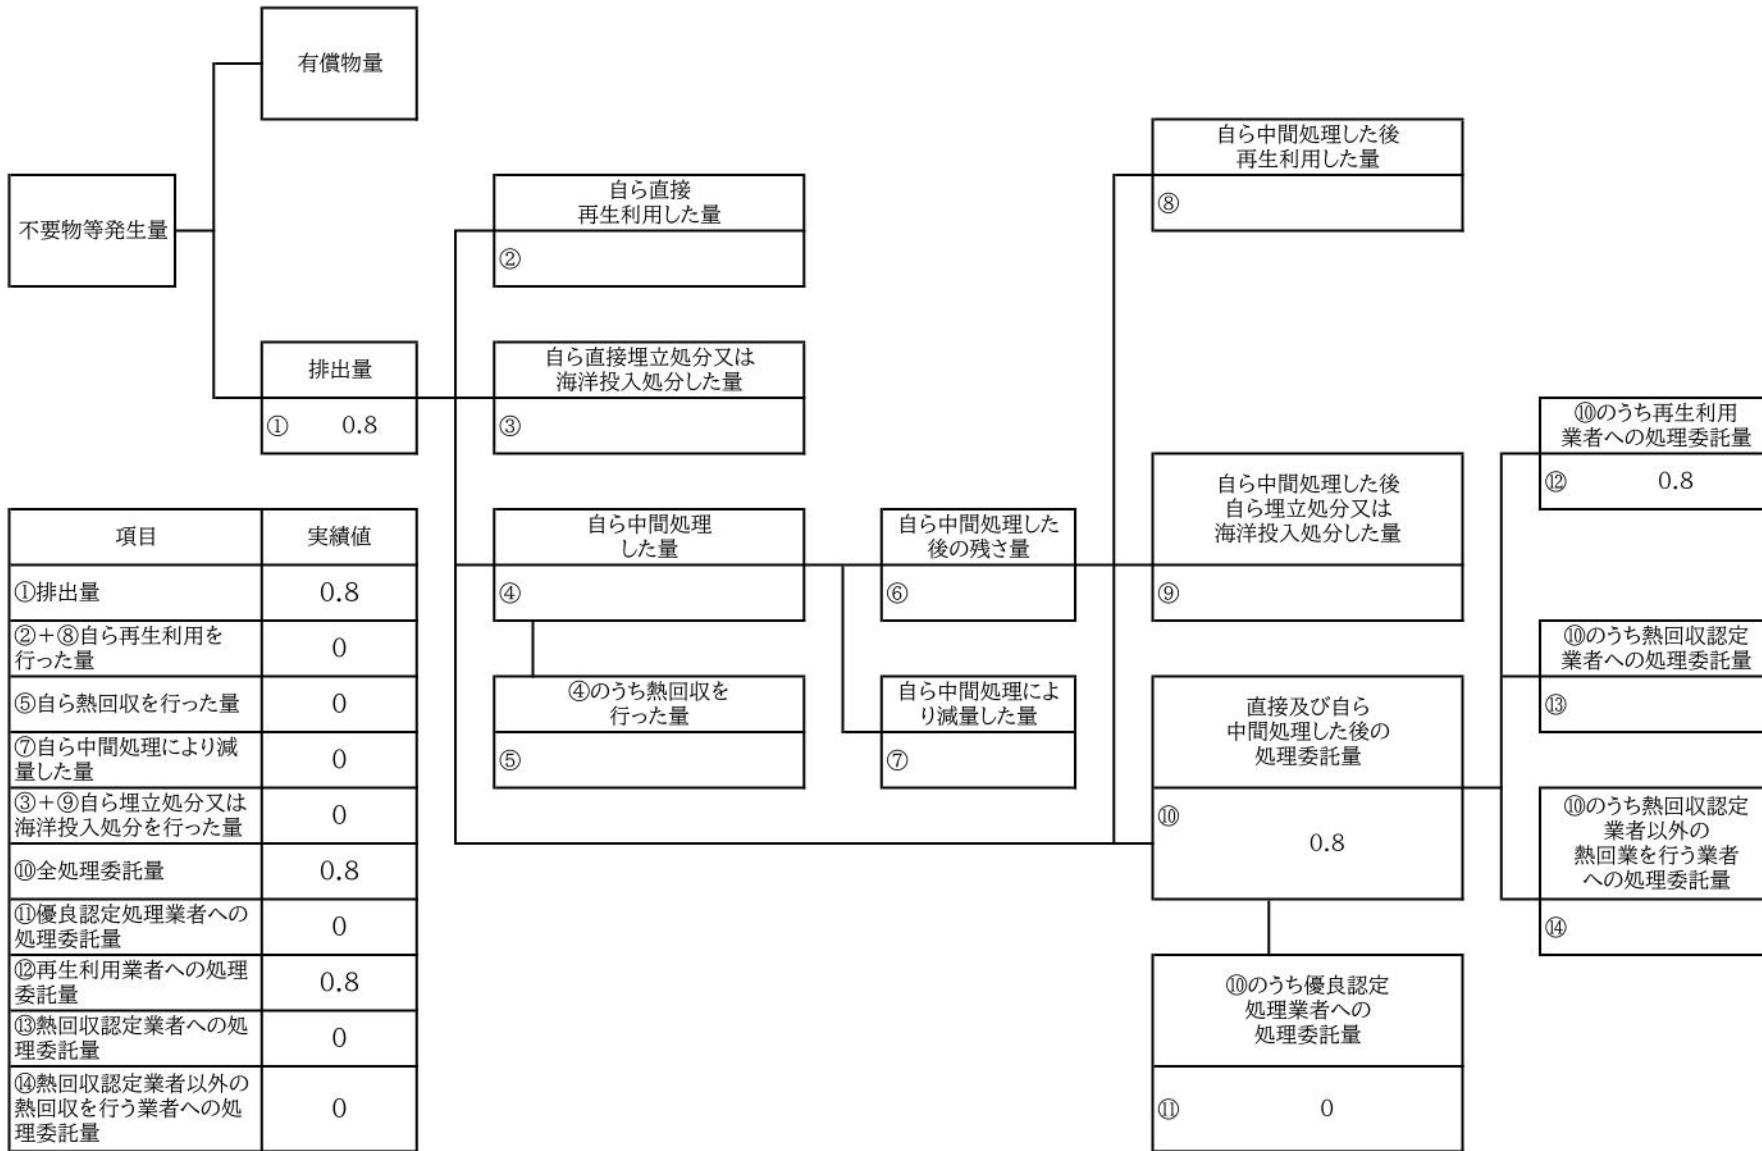 有償物量
不要物等発生量
排出量
① 0.8
自ら直接
再生利用した量
②
自ら直接埋立処分又は
海洋投入処分した量
③
自ら中間処理
した量
④
④のうち熱回収を
行った量
⑤
自ら中間処理した
後の残さ量
⑥
自ら中間処理によ
り減量した量
⑦
自ら中間処理した後
再生利用した量
⑧
自ら中間処理した後
自ら埋立処分又は
海洋投入処分した量
⑨
直接及び自ら
中間処理した後の
処理委託量
⑩
0.8
⑩のうち優良認定
処理業者への
処理委託量
⑪ 0
⑩のうち再生利用
業者への処理委託量
⑫ 0.8
⑩のうち熱回収認定
業者への処理委託量
⑬
⑩のうち熱回収認定
業者以外の
熱回業を行う業者
への処理委託量
⑭
項目 実績値
①排出量 0.8
②+⑧自ら再生利用を
行った量 0
⑤自ら熱回収を行った量 0
⑦自ら中間処理により減
量した量 0
③+⑨自ら埋立処分又は
海洋投入処分を行った量 0
⑩全処理委託量 0.8
⑪優良認定処理業者への
処理委託量 0
⑫再生利用業者への処理
委託量 0.8
⑬熱回収認定業者への処
理委託量 0
⑭熱回収認定業者以外の
熱回収を行う業者への処
理委託量 0